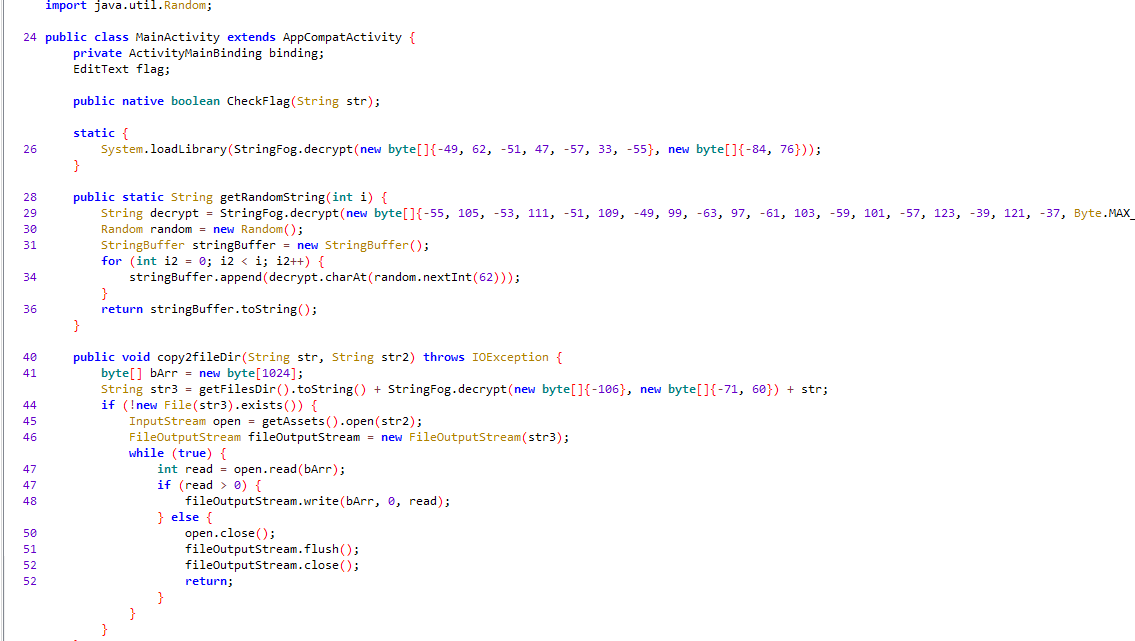 import java.util.Random;
24 public class MainActivity extends AppCompatActivity {
private ActivityMainBinding binding;
EditText flag;
public native boolean CheckFlag(String str);
static {
26 System.loadLibrary(StringFog.decrypt(new byte[]{-49, 62, -51, 47, -57, 33, -55}, new byte[]{-84, 76}));
}
28 public static String getRandomString(int i) {
29 String decrypt = StringFog.decrypt(new byte[]{-55, 105, -53, 111, -51, 109, -49, 99, -63, 97, -61, 103, -59, 101, -57, 123, -39, 121, -37, Byte.MAX_
30 Random random = new Random();
31 StringBuffer stringBuffer = new StringBuffer();
for (int i2 = 0; i2 < i; i2++) {
34 stringBuffer.append(decrypt.charAt(random.nextInt(62)));
}
36 return stringBuffer.toString();
}
40 public void copy2fileDir(String str, String str2) throws IOException {
41 byte[] bArr = new byte[1024];
String str3 = getFilesDir().toString() + StringFog.decrypt(new byte[]{-106}, new byte[]{-71, 60}) + str;
44 if (!new File(str3).exists()) {
45 InputStream open = getAssets().open(str2);
46 FileOutputStream fileOutputStream = new FileOutputStream(str3);
while (true) {
47 int read = open.read(bArr);
47 if (read > 0) {
48 fileOutputStream.write(bArr, 0, read);
} else {
50 open.close();
51 fileOutputStream.flush();
52 fileOutputStream.close();
52 return;
}
}
}